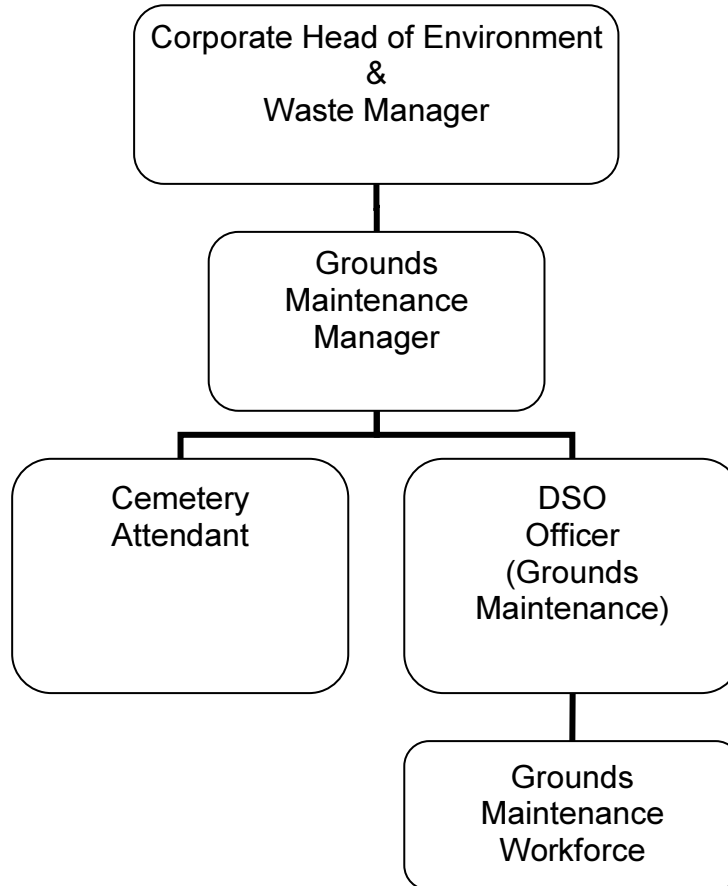 Corporate Head of Environment
&
Waste Manager
Grounds
Maintenance
Manager
Cemetery
Attendant
DSO
Officer
(Grounds
Maintenance)
Grounds
Maintenance
Workforce